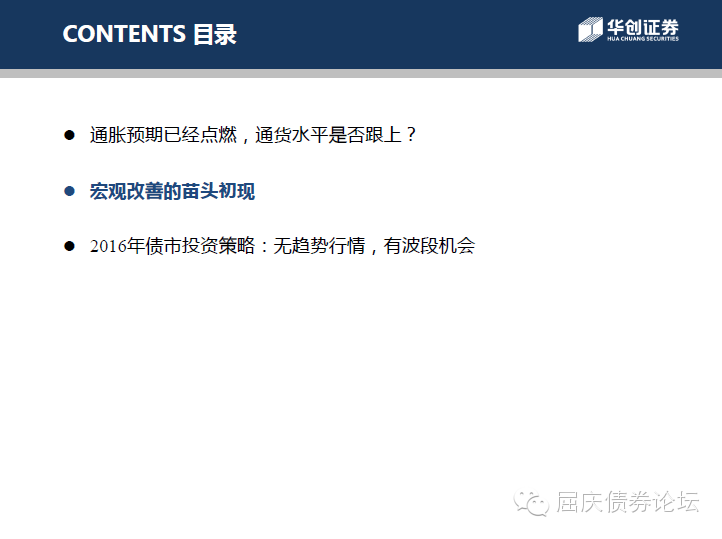 CONTENTS 目录
华创证券
HUA CHUANG SECURITIES
通胀预期已经点燃，通货水平是否跟上？
宏观改善的苗头初现
2016年债市投资策略：无趋势行情，有波段机会
屈庆债券论坛